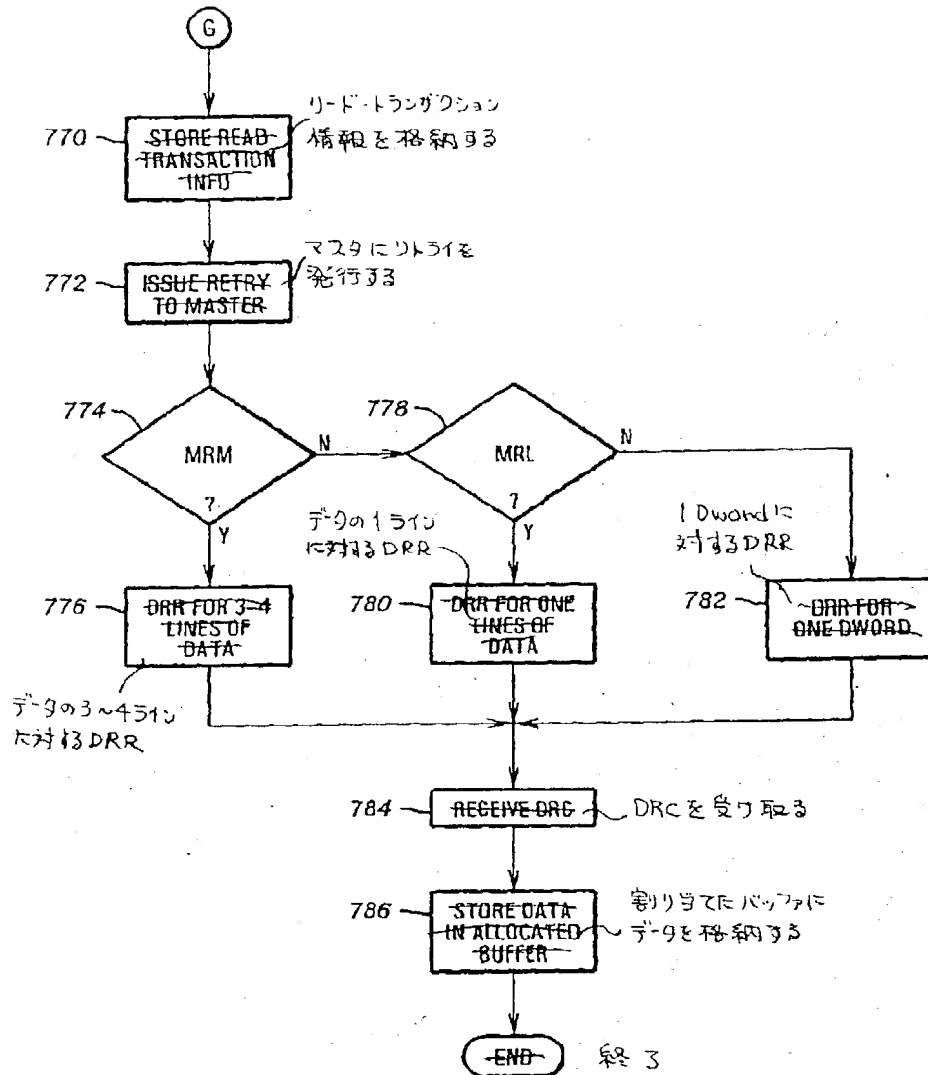 G
リード・トランザクション
情報を格納する
770
STORE READ
TRANSACTION
INFO
マスタにリトライを
発行する
772
ISSUE RETRY
TO MASTER
774
MRM
?
N
Y
778
MRL
?
N
Y
データの1ライン
に対するDRR
1 Dwordに
対するDRR
776
DRR FOR 3-4
LINES OF
DATA
780
DRR FOR ONE
LINES OF
DATA
782
DRR FOR
ONE DWORD
データの3~4ライン
に対するDRR
784
RECEIVE DRC
DRCを受け取る
786
STORE DATA
IN ALLOCATED
BUFFER
割り当てたバッファに
データを格納する
END
終了